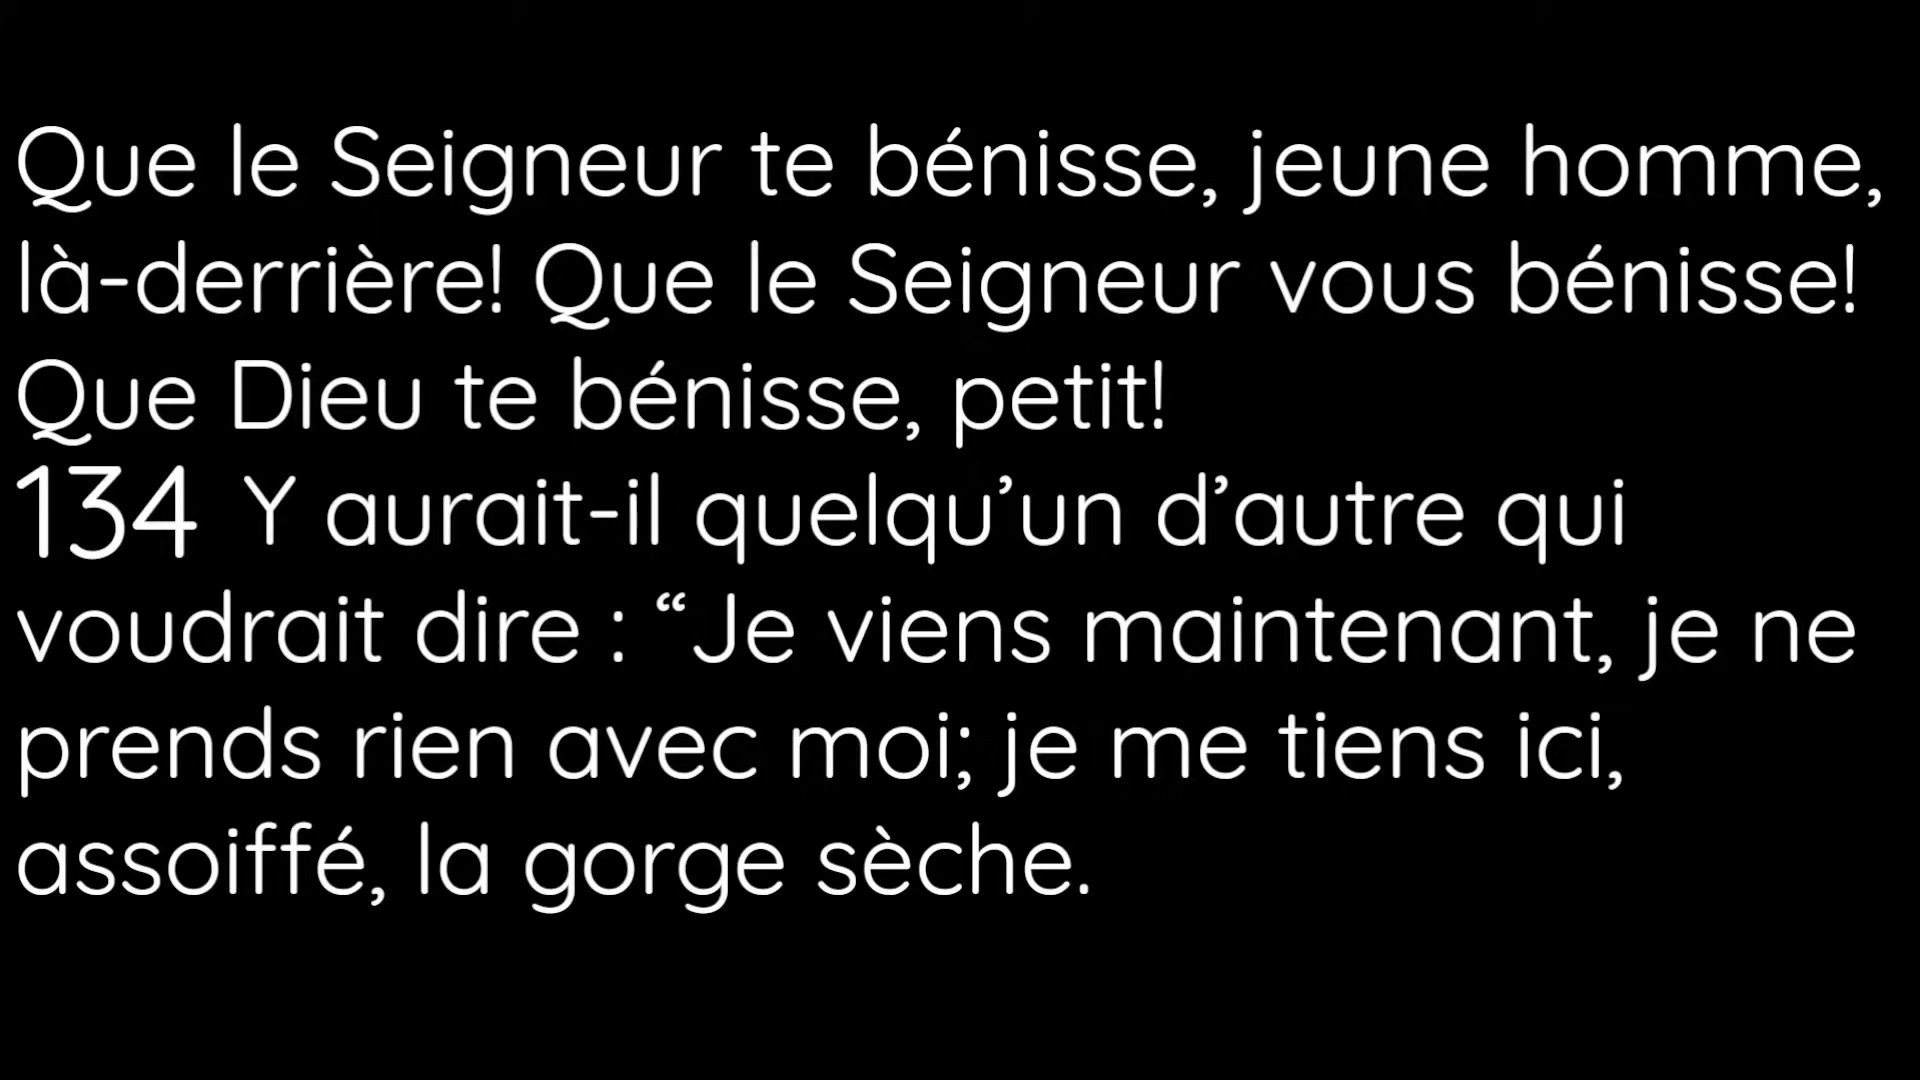 Que le Seigneur te bénisse, jeune homme,
là-derrière! Que le Seigneur vous bénisse!
Que Dieu te bénisse, petit!
134 Y aurait-il quelqu’un d’autre qui
voudrait dire : “Je viens maintenant, je ne
prends rien avec moi; je me tiens ici,
assoiffé, la gorge sèche.